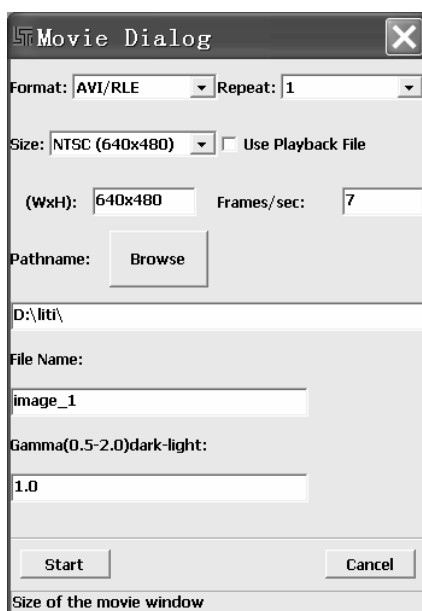 Movie Dialog
Format: AVI/RLE Repeat: 1
Size: NTSC (640x480) Use Playback File
(WxH): 640x480 Frames/sec: 7
Pathname: Browse
D:\liti\
File Name:
image_1
Gamma(0.5-2.0)dark-light:
1.0
Start Cancel
Size of the movie window